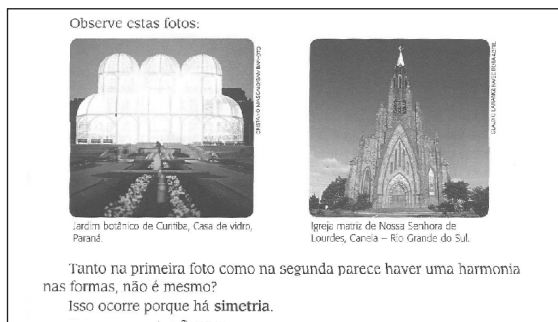 Observe estas fotos:
Jardim botânico de Curitiba, Casa de vidro,
Paraná.
Igreja matriz de Nossa Senhora de
Lourdes, Canela – Rio Grande do Sul.
Tanto na primeira foto como na segunda parece haver uma harmonia
nas formas, não é mesmo?
Isso ocorre porque há simetria.